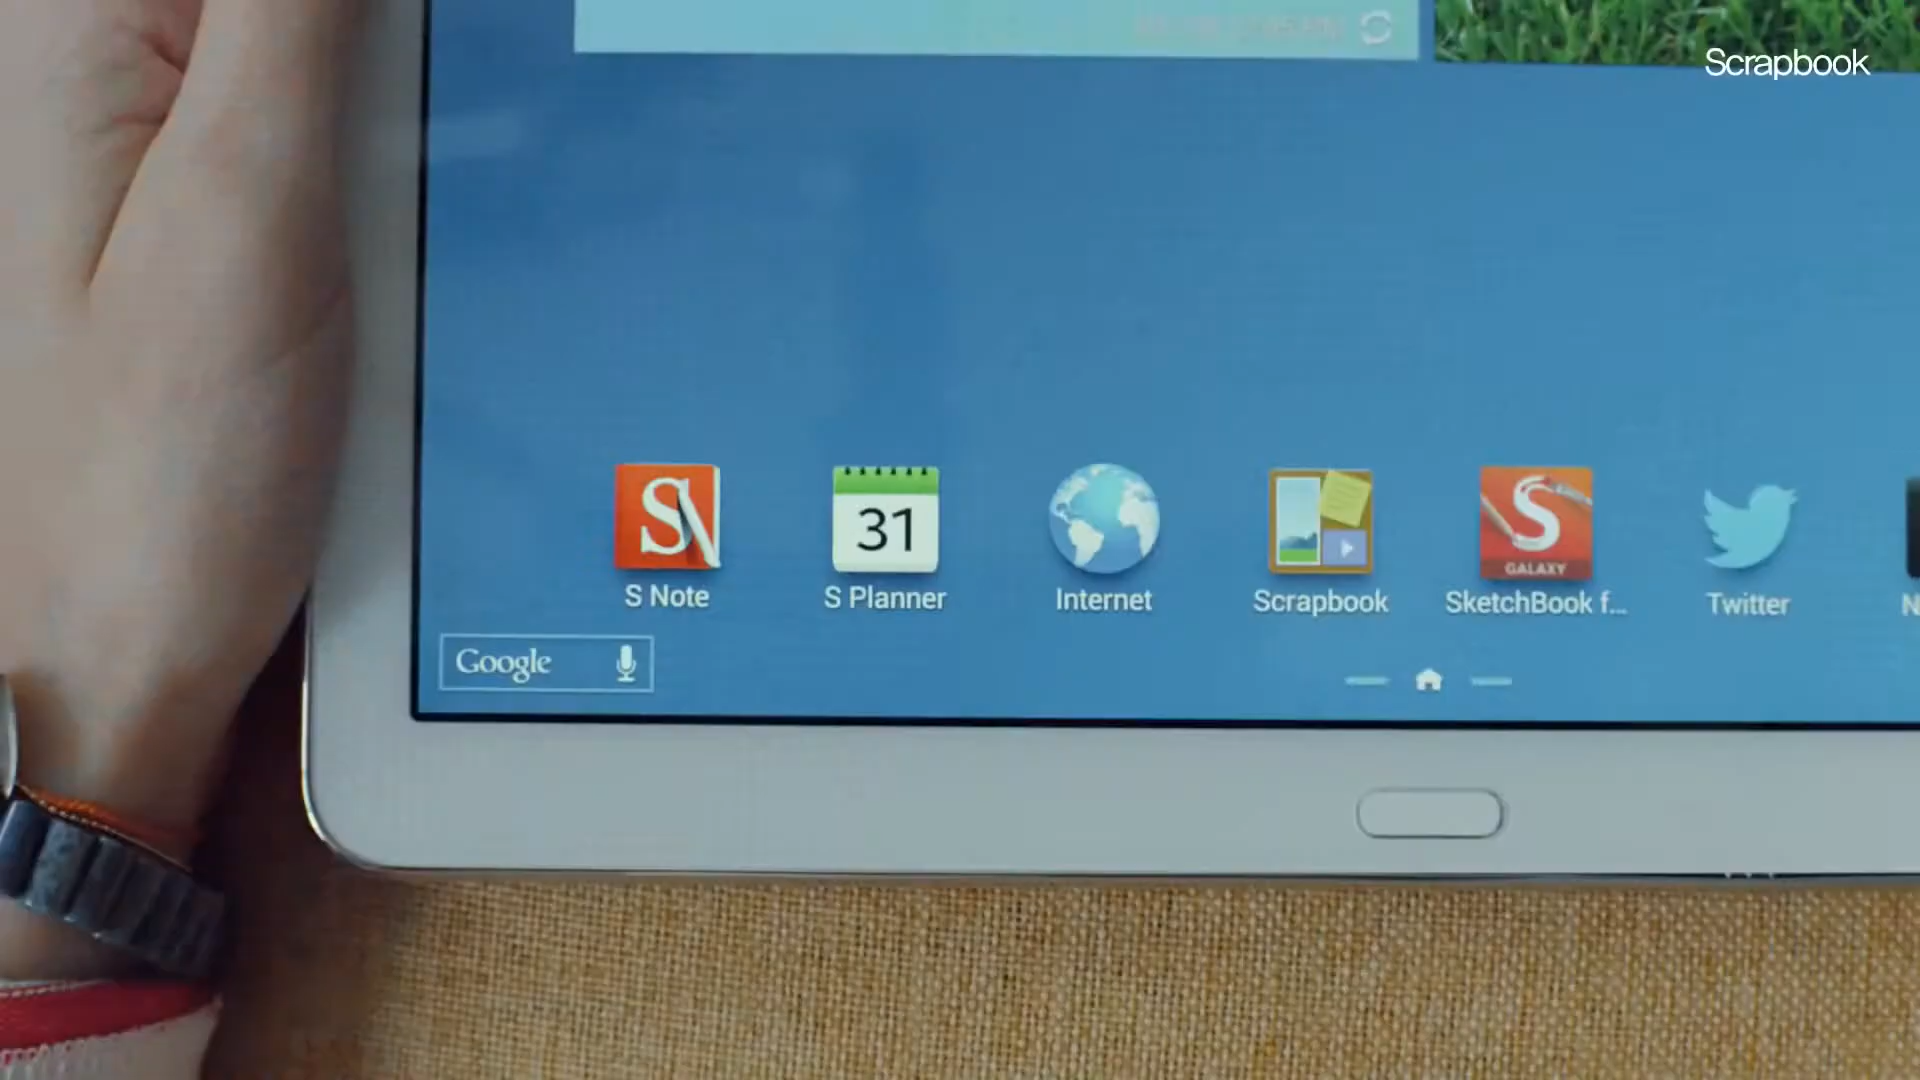 Scrapbook
S
31
S
GALAXY
S Note
S Planner
Internet
Scrapbook
SketchBook f...
Twitter
Google